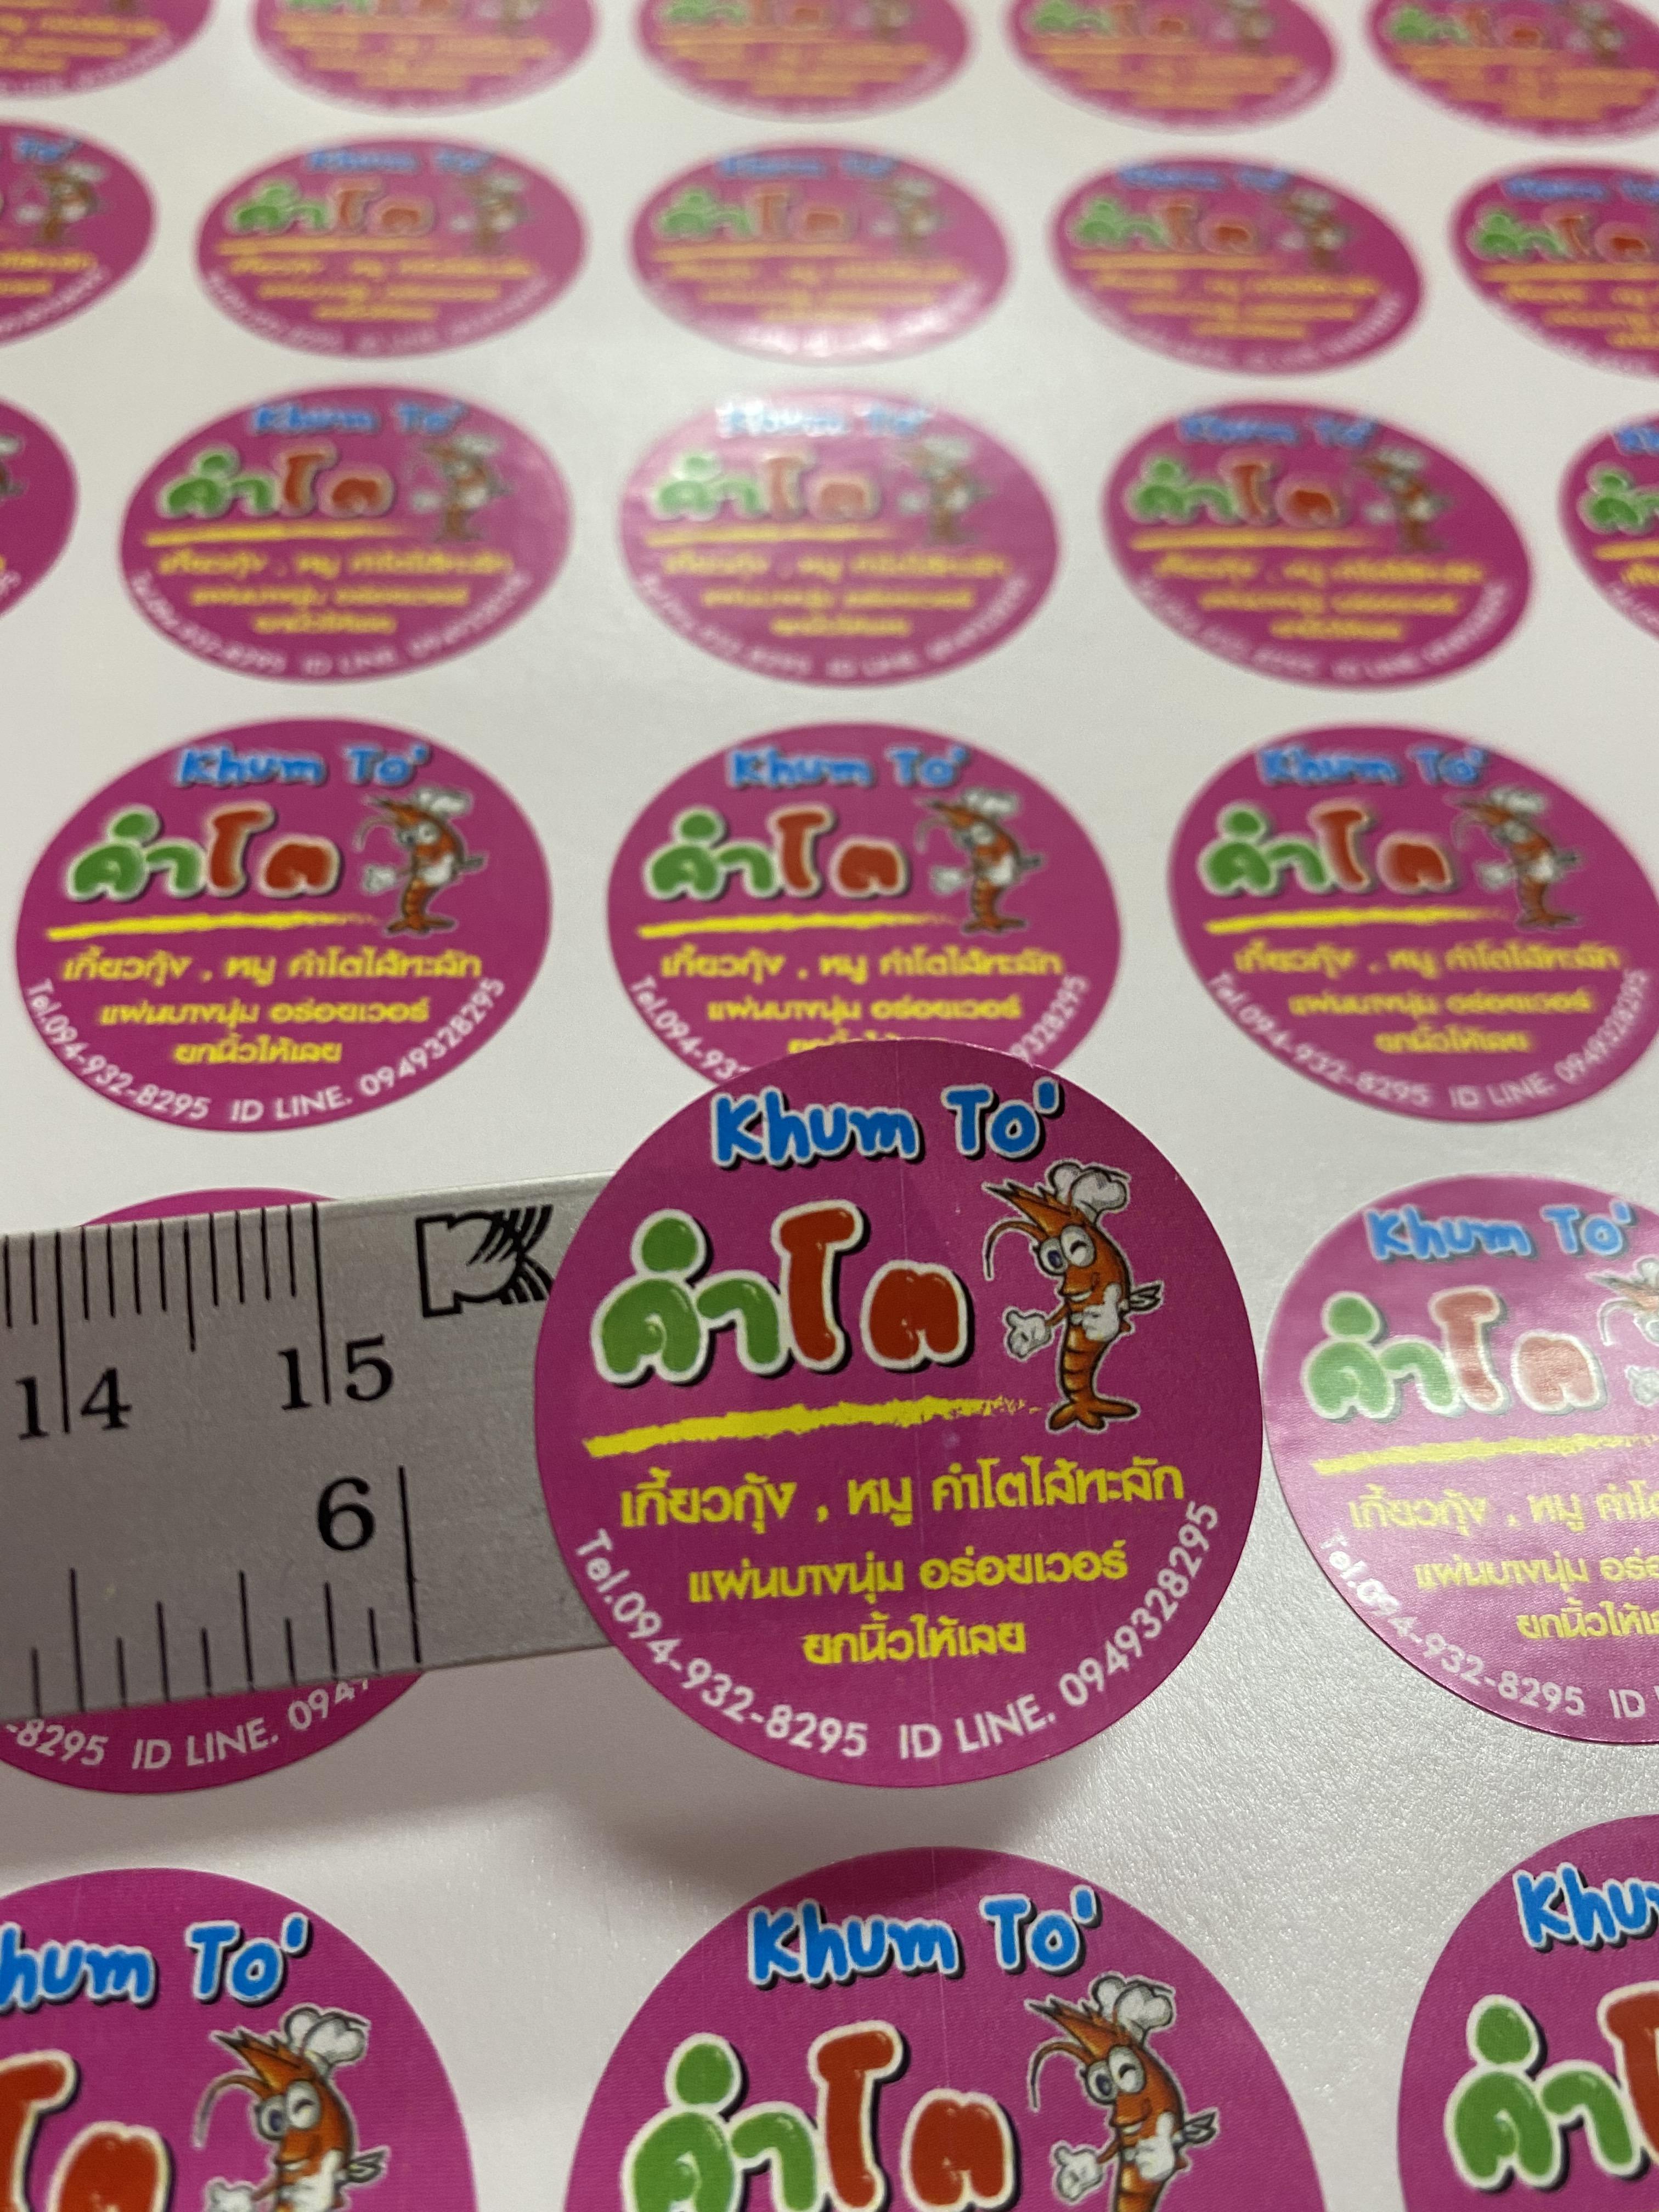 Khum To'
คำโต
เกี๊ยวกุ้ง , หมู คำโตไส้ทะลัก
แผ่นบางนุ่ม อร่อยเวอร์
ยกนิ้วให้เลย
Tel.094-932-8295 ID LINE. 0949328295
14 15
6